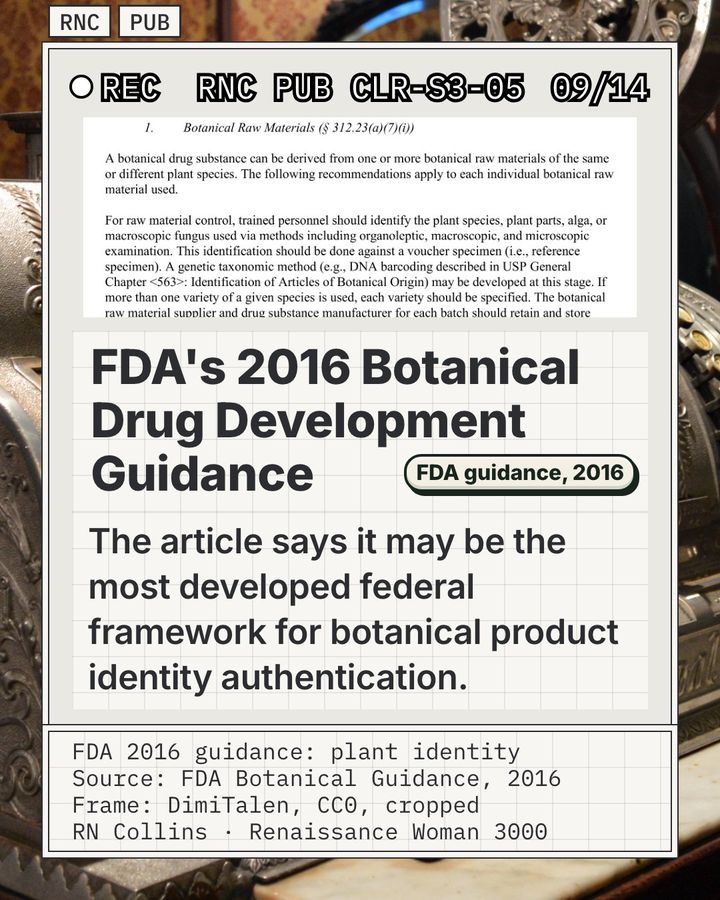 RNC PUB
REC RNC PUB CLR-S3-05 09/14
1. Botanical Raw Materials (§ 312.23(a)(7)(i))
A botanical drug substance can be derived from one or more botanical raw materials of the same
or different plant species. The following recommendations apply to each individual botanical raw
material used.
For raw material control, trained personnel should identify the plant species, plant parts, alga, or
macroscopic fungus used via methods including organoleptic, macroscopic, and microscopic
examination. This identification should be done against a voucher specimen (i.e., reference
specimen). A genetic taxonomic method (e.g., DNA barcoding described in USP General
Chapter <563>: Identification of Articles of Botanical Origin) may be developed at this stage. If
more than one variety of a given species is used, each variety should be specified. The botanical
raw material supplier and drug substance manufacturer for each batch should retain and store
FDA's 2016 Botanical
Drug Development
Guidance
FDA guidance, 2016
The article says it may be the
most developed federal
framework for botanical product
identity authentication.
FDA 2016 guidance: plant identity
Source: FDA Botanical Guidance, 2016
Frame: DimiTalen, CC0, cropped
RN Collins · Renaissance Woman 3000